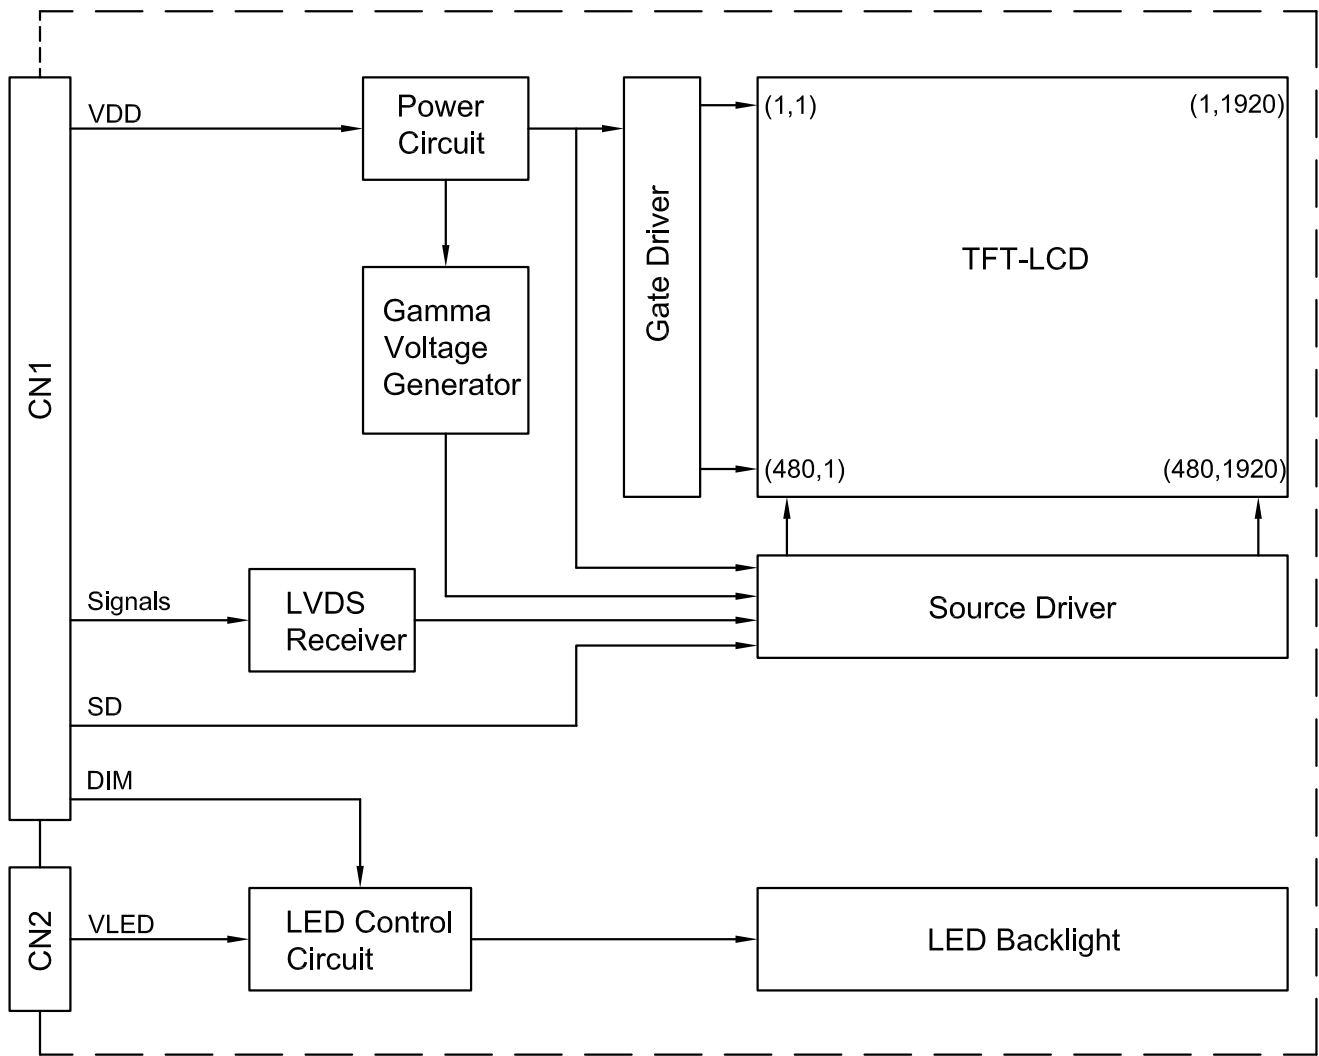 CN1
VDD
Power
Circuit
Gate Driver
(1,1)
(1,1920)
TFT-LCD
(480,1)
(480,1920)
Gamma
Voltage
Generator
Signals
LVDS
Receiver
Source Driver
SD
DIM
CN2
VLED
LED Control
Circuit
LED Backlight